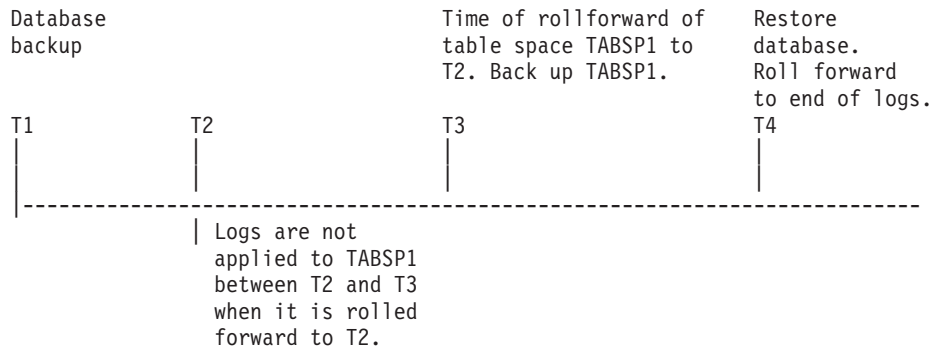 Database
backup
Time of rollforward of
table space TABSP1 to
T2. Back up TABSP1.
Restore
database.
Roll forward
to end of logs.
T1
T2
T3
T4
Logs are not
applied to TABSP1
between T2 and T3
when it is rolled
forward to T2.